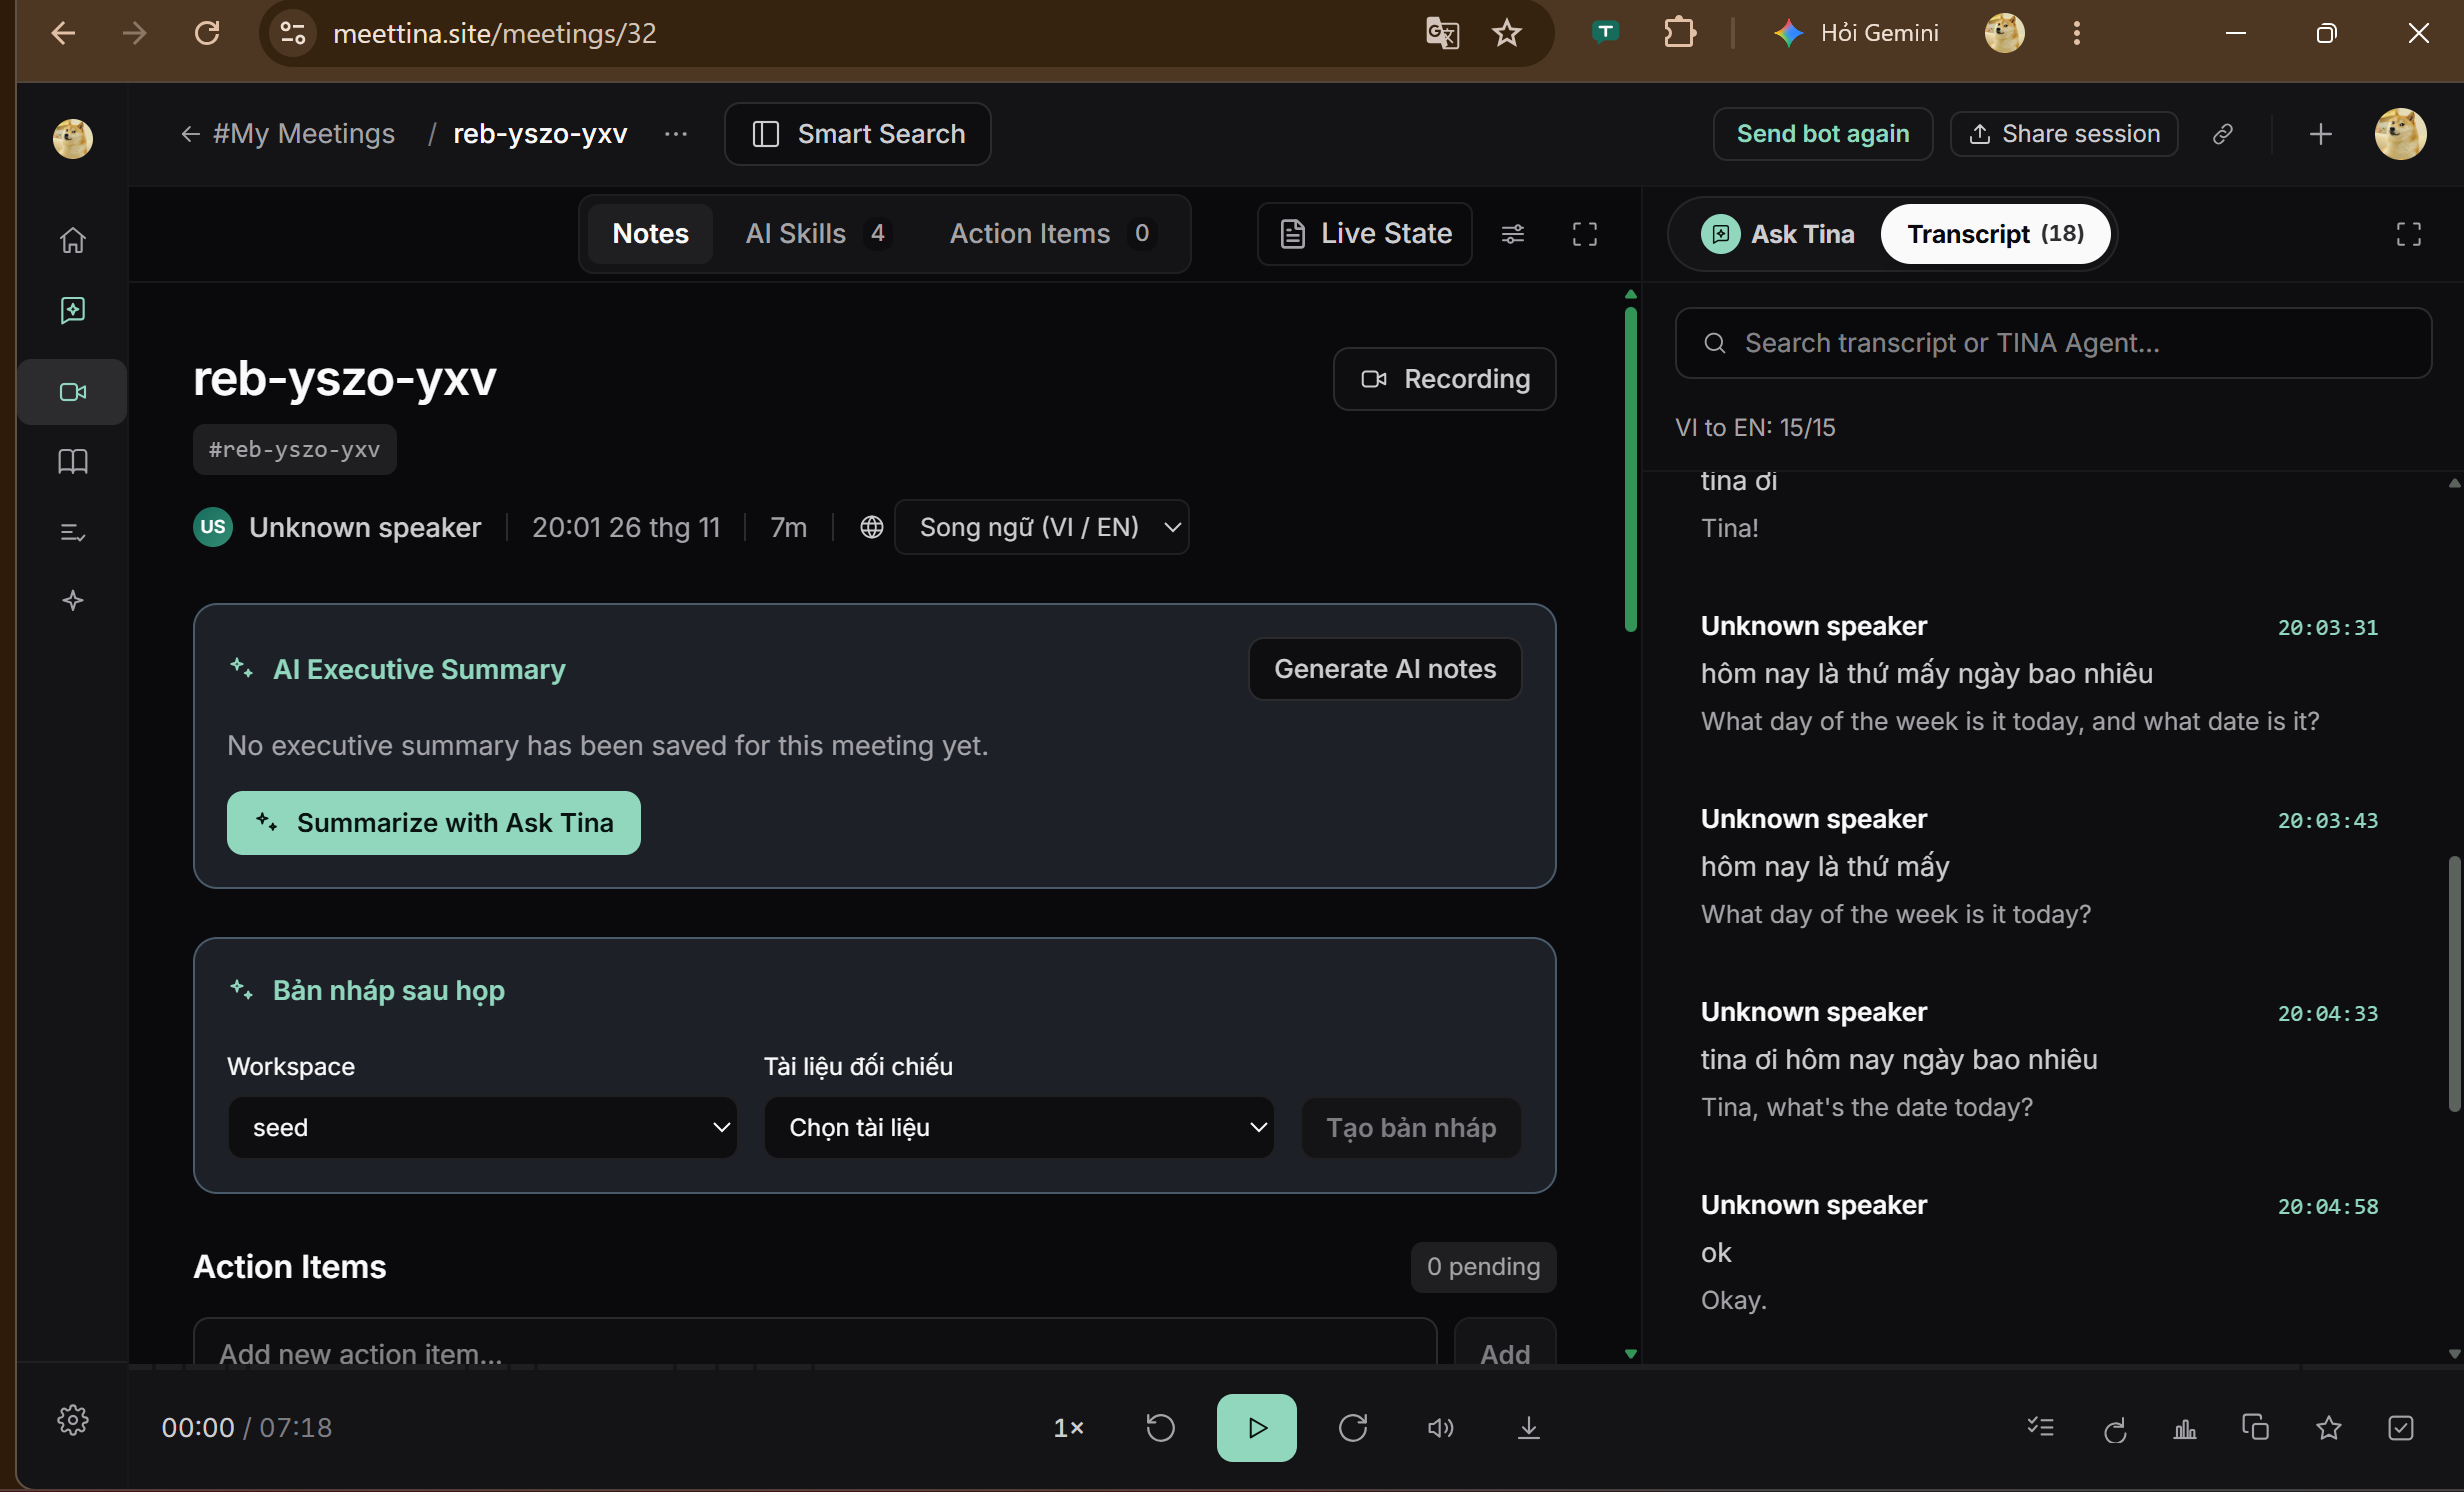 meettina.site/meetings/32
Hỏi Gemini
#My Meetings / reb-yszo-yxv
Smart Search
Send bot again
Share session
Notes
AI Skills 4
Action Items 0
Live State
Ask Tina
Transcript (18)
reb-yszo-yxv
Recording
#reb-yszo-yxv
US Unknown speaker
20:01 26 thg 11
7m
Song ngữ (VI / EN)
AI Executive Summary
Generate AI notes
No executive summary has been saved for this meeting yet.
Summarize with Ask Tina
Bản nháp sau họp
Workspace
Tài liệu đối chiếu
seed
Chọn tài liệu
Tạo bản nháp
Action Items
0 pending
Add new action item...
Add
Search transcript or TINA Agent...
VI to EN: 15/15
tina ơi
Tina!
Unknown speaker 20:03:31
hôm nay là thứ mấy ngày bao nhiêu
What day of the week is it today, and what date is it?
Unknown speaker 20:03:43
hôm nay là thứ mấy
What day of the week is it today?
Unknown speaker 20:04:33
tina ơi hôm nay ngày bao nhiêu
Tina, what's the date today?
Unknown speaker 20:04:58
ok
Okay.
00:00 / 07:18
1×